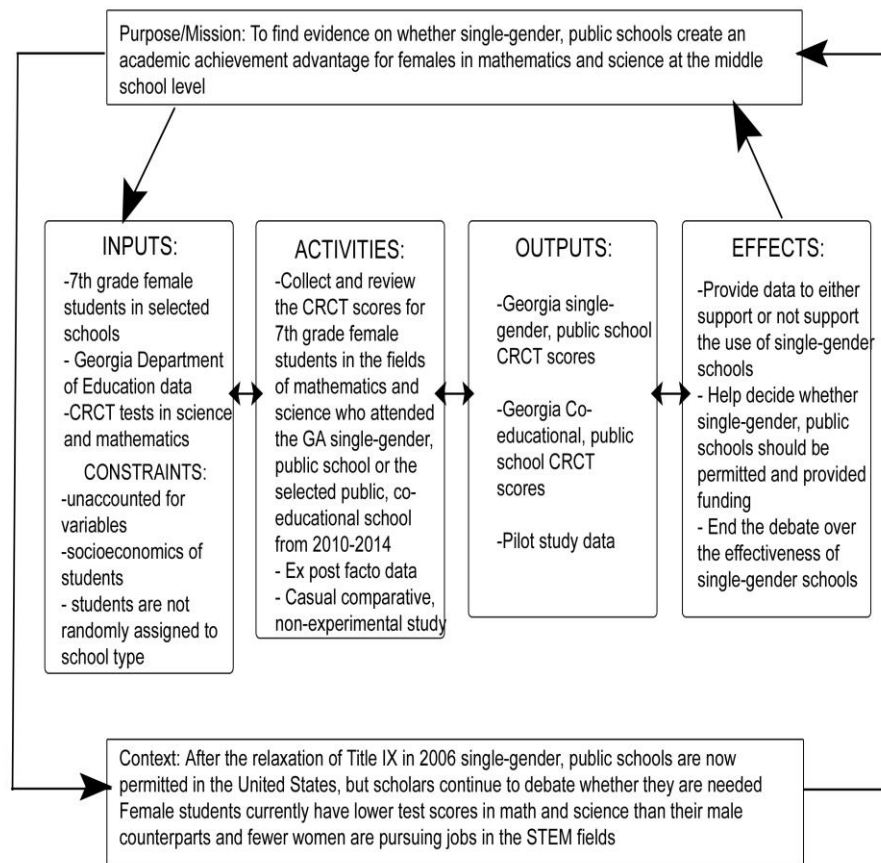 Purpose/Mission: To find evidence on whether single-gender, public schools create an
academic achievement advantage for females in mathematics and science at the middle
school level
INPUTS:
-7th grade female
students in selected
schools
- Georgia Department
of Education data
-CRCT tests in science
and mathematics
CONSTRAINTS:
-unaccounted for
variables
-socioeconomics of
students
- students are not
randomly assigned to
school type
ACTIVITIES:
-Collect and review
the CRCT scores for
7th grade female
students in the fields
of mathematics and
science who attended
the GA single-gender,
public school or the
selected public, co-
educational school
from 2010-2014
- Ex post facto data
- Casual comparative,
non-experimental study
OUTPUTS:
-Georgia single-
gender, public school
CRCT scores
-Georgia Co-
educational, public
school CRCT
scores
-Pilot study data
EFFECTS:
-Provide data to either
support or not support
the use of single-gender
schools
- Help decide whether
single-gender, public
schools should be
permitted and provided
funding
- End the debate over
the effectiveness of
single-gender schools
Context: After the relaxation of Title IX in 2006 single-gender, public schools are now
permitted in the United States, but scholars continue to debate whether they are needed
Female students currently have lower test scores in math and science than their male
counterparts and fewer women are pursuing jobs in the STEM fields